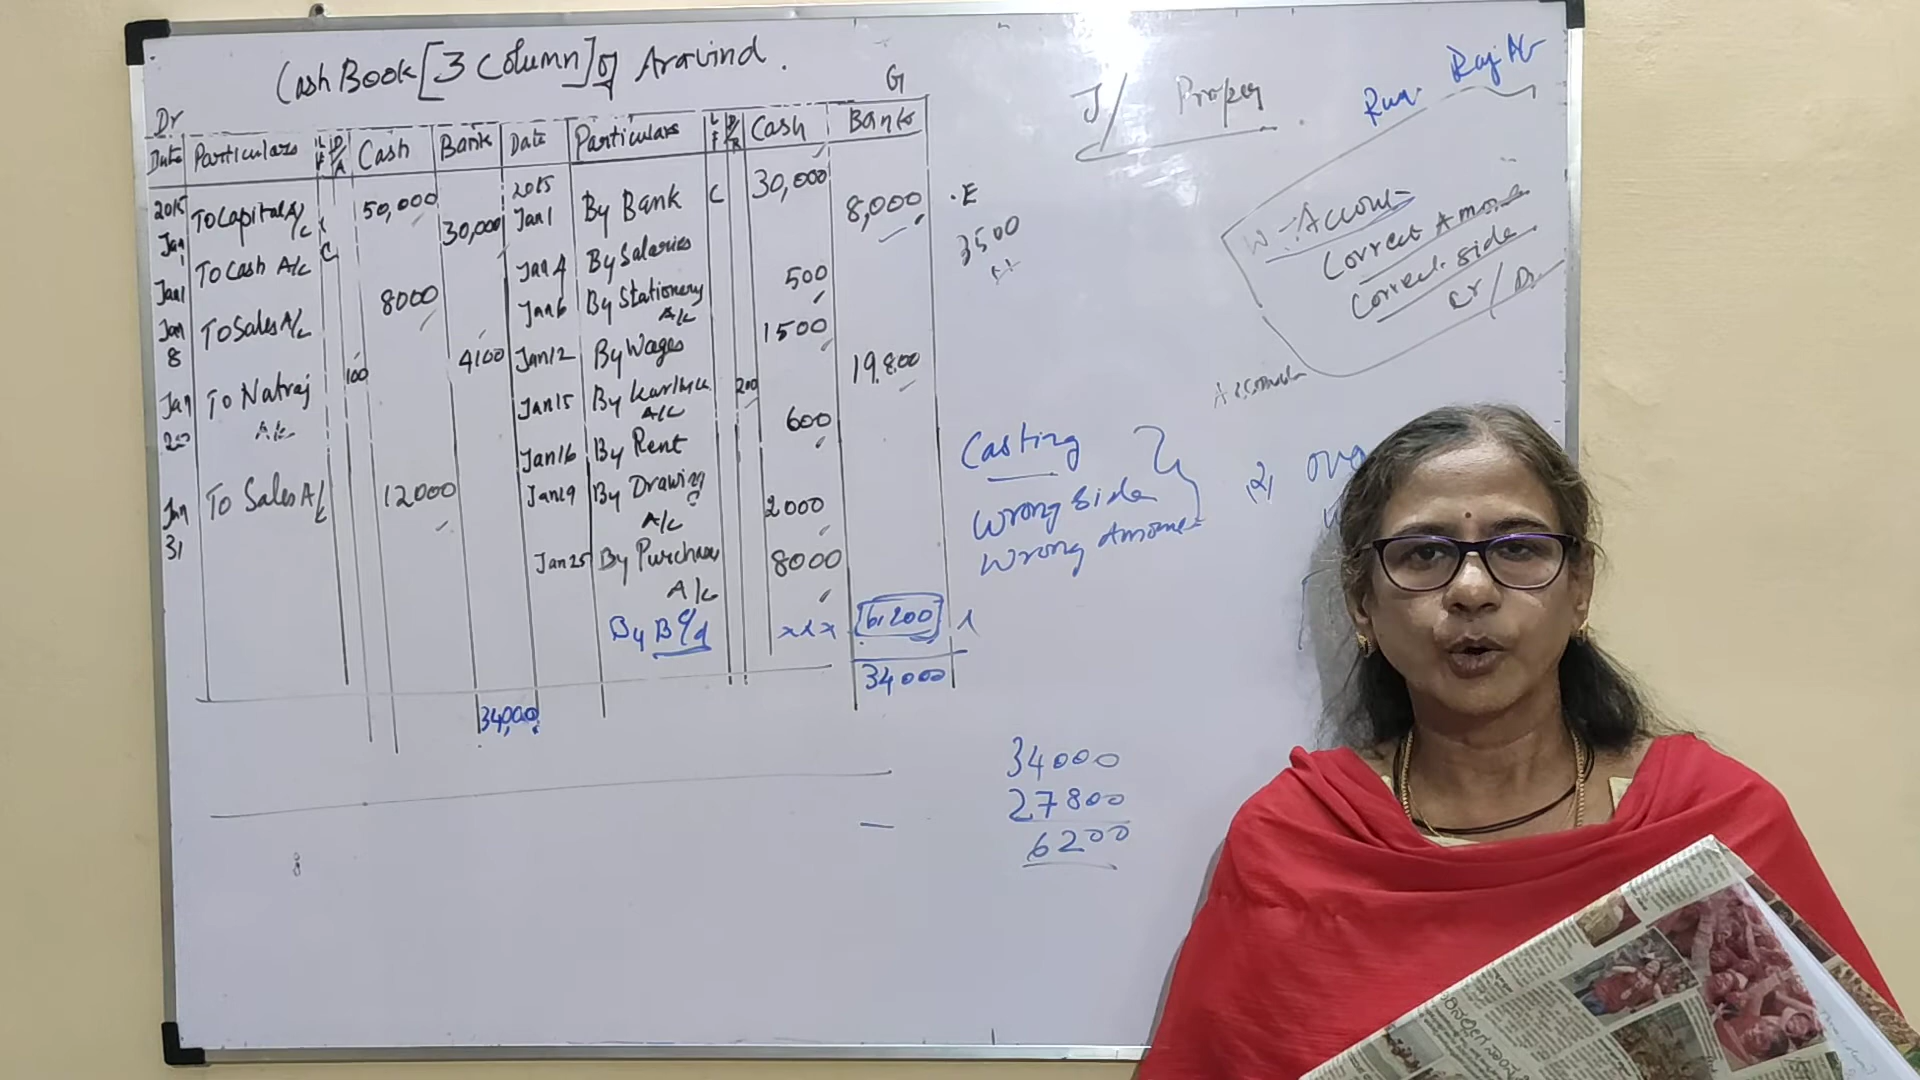 Cash Book [3 Column] of Aravind.
Dr
Date Particulars LF D/A Cash Bank Date Particulars LF D/R Cash Bank
2015 Jan 1 To Capital A/c 50,000
Jan 1 To Cash A/c C 30,000
Jan 8 To Sales A/c 8000
Jan 20 To Natraj A/c 100 4100
Jan 31 To Sales A/c 12000
34,000
2015 Jan 1 By Bank C 30,000
Jan 4 By Salaries 8,000
Jan 6 By Stationery A/c 500
Jan 12 By Wages 1500
Jan 15 By A/c 200 19,800
Jan 16 By Rent 600
Jan 19 By Drawing A/c 2000
Jan 25 By Purchase A/c 8000
By B c/d xxx 6,200
34000
.E
3500
J/ Proper
Raj A/c
W - Account
Correct Amount
Correct side.
Cr / Dr
Casting
Wrong side
Wrong Amount
34000
27800
6200